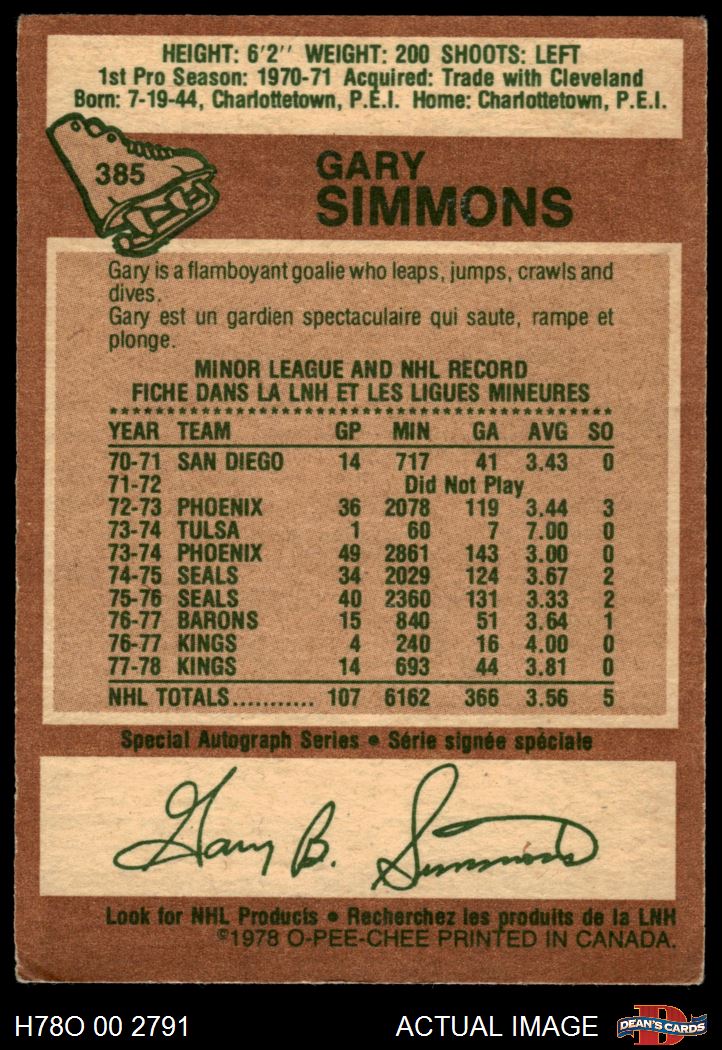 HEIGHT: 6'2'' WEIGHT: 200 SHOOTS: LEFT
1st Pro Season: 1970-71 Acquired: Trade with Cleveland
Born: 7-19-44, Charlottetown, P.E.I. Home: Charlottetown, P.E.I.
385
GARY
SIMMONS
Gary is a flamboyant goalie who leaps, jumps, crawls and
dives.
Gary est un gardien spectaculaire qui saute, rampe et
plonge.
MINOR LEAGUE AND NHL RECORD
FICHE DANS LA LNH ET LES LIGUES MINEURES
YEAR TEAM GP MIN GA AVG SO
70-71 SAN DIEGO 14 717 41 3.43 0
71-72 Did Not Play
72-73 PHOENIX 36 2078 119 3.44 3
73-74 TULSA 1 60 7 7.00 0
73-74 PHOENIX 49 2861 143 3.00 0
74-75 SEALS 34 2029 124 3.67 2
75-76 SEALS 40 2360 131 3.33 2
76-77 BARONS 15 840 51 3.64 1
76-77 KINGS 4 240 16 4.00 0
77-78 KINGS 14 693 44 3.81 0
NHL TOTALS........... 107 6162 366 3.56 5
Special Autograph Series • Série signée spéciale
Gary B. Simmons
Look for NHL Products • Recherchez les produits de la LNH
©1978 O-PEE-CHEE PRINTED IN CANADA.
H78O 00 2791 ACTUAL IMAGE D DEAN'S CARDS